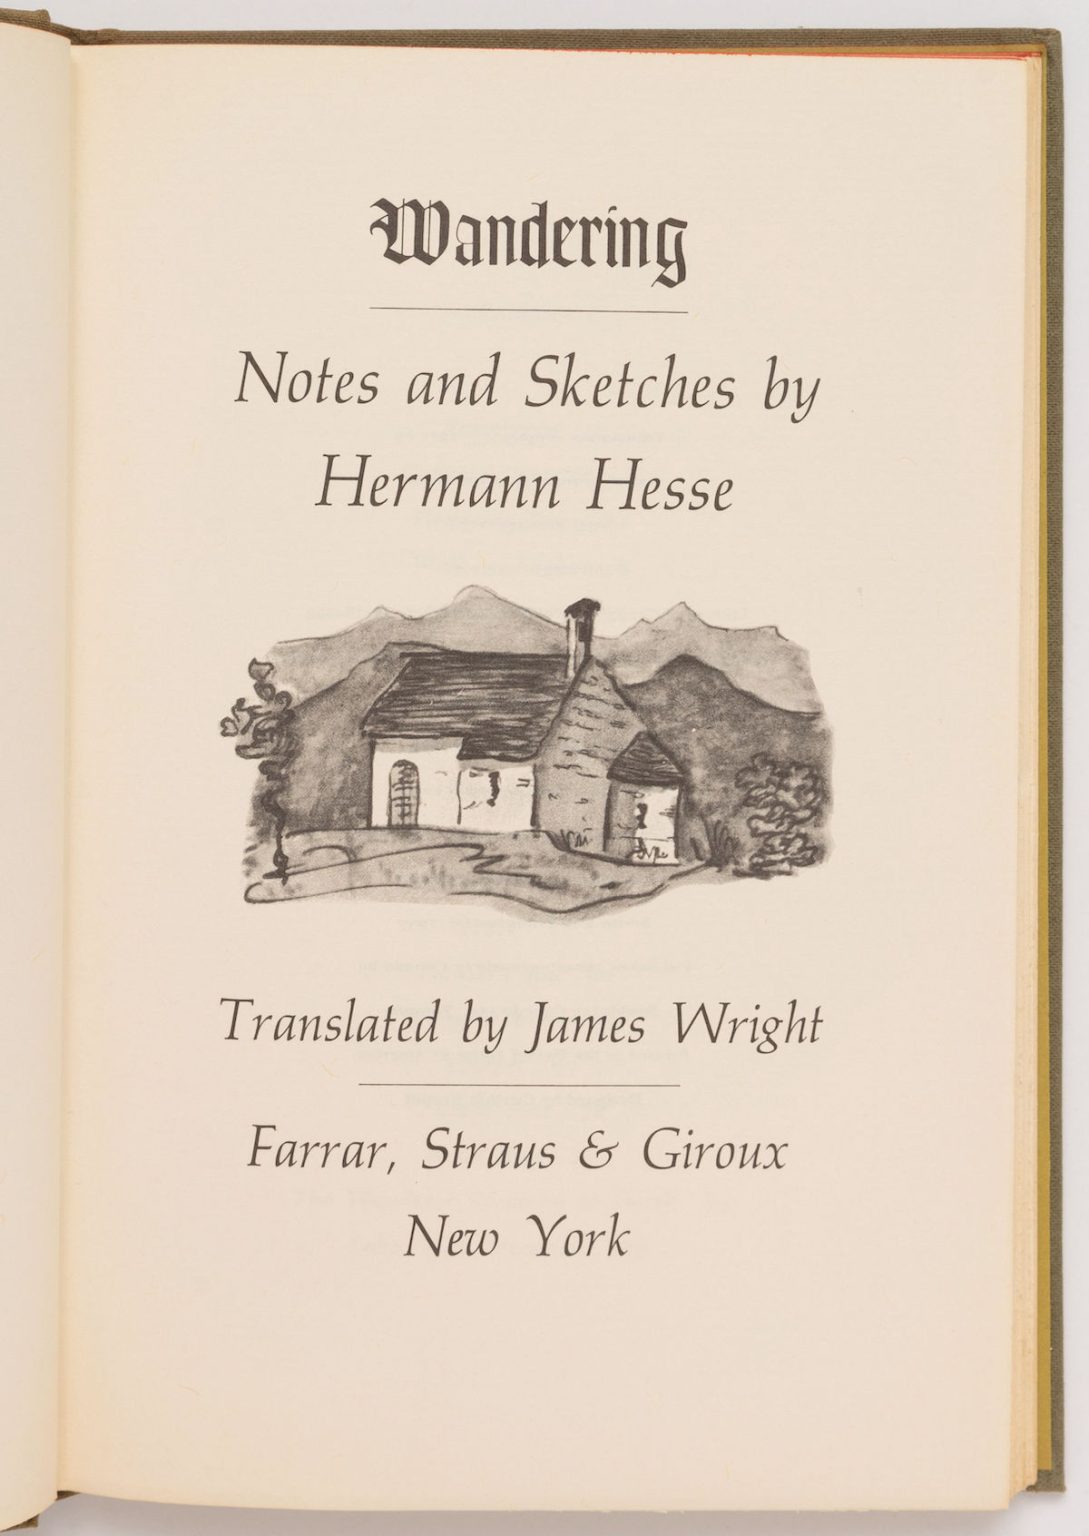 Wandering
Notes and Sketches by
Hermann Hesse
Translated by James Wright
Farrar, Straus & Giroux
New York